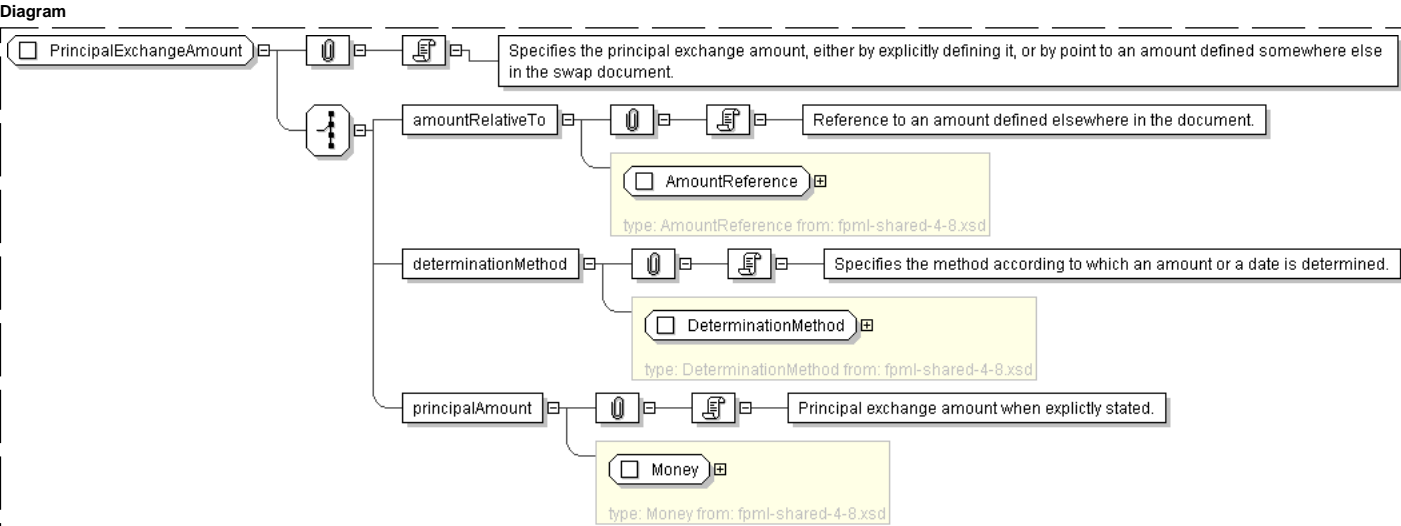 Diagram
PrincipalExchangeAmount
Specifies the principal exchange amount, either by explicitly defining it, or by point to an amount defined somewhere else
in the swap document.
amountRelativeTo
Reference to an amount defined elsewhere in the document.
AmountReference
type: AmountReference from: fpml-shared-4-8.xsd
determinationMethod
Specifies the method according to which an amount or a date is determined.
DeterminationMethod
type: DeterminationMethod from: fpml-shared-4-8.xsd
principalAmount
Principal exchange amount when explictly stated.
Money
type: Money from: fpml-shared-4-8.xsd